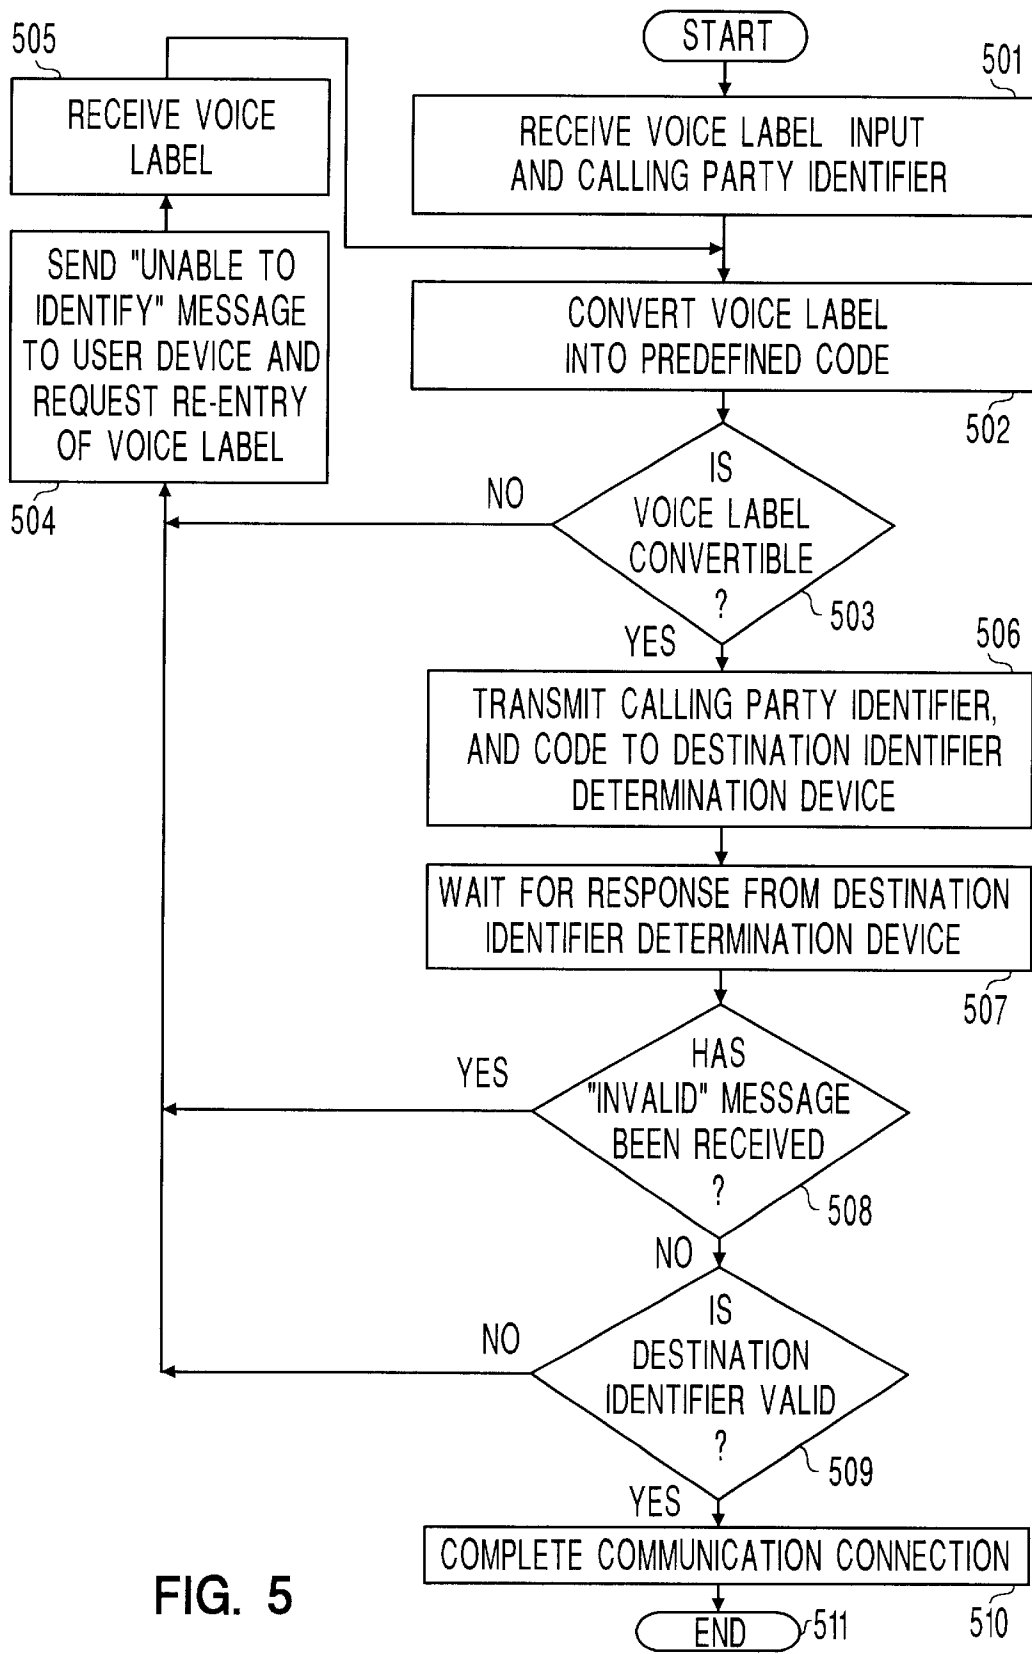 START
501
RECEIVE VOICE LABEL INPUT
AND CALLING PARTY IDENTIFIER
505
RECEIVE VOICE
LABEL
SEND "UNABLE TO
IDENTIFY" MESSAGE
TO USER DEVICE AND
REQUEST RE-ENTRY
OF VOICE LABEL
504
CONVERT VOICE LABEL
INTO PREDEFINED CODE
502
IS
VOICE LABEL
CONVERTIBLE
?
503
NO
YES
506
TRANSMIT CALLING PARTY IDENTIFIER,
AND CODE TO DESTINATION IDENTIFIER
DETERMINATION DEVICE
WAIT FOR RESPONSE FROM DESTINATION
IDENTIFIER DETERMINATION DEVICE
507
HAS
"INVALID" MESSAGE
BEEN RECEIVED
?
508
YES
NO
IS
DESTINATION
IDENTIFIER VALID
?
509
NO
YES
COMPLETE COMMUNICATION CONNECTION
510
END
511
FIG. 5